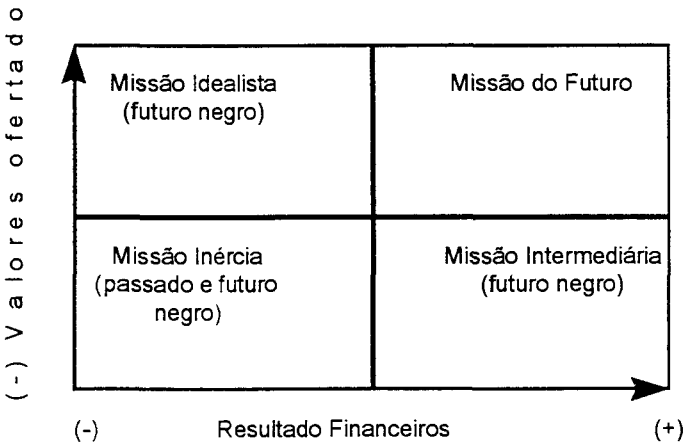 (-) Valores ofertado
Missão Idealista
(futuro negro)
Missão do Futuro
Missão Inércia
(passado e futuro
negro)
Missão Intermediária
(futuro negro)
(-) Resultado Financeiros (+)